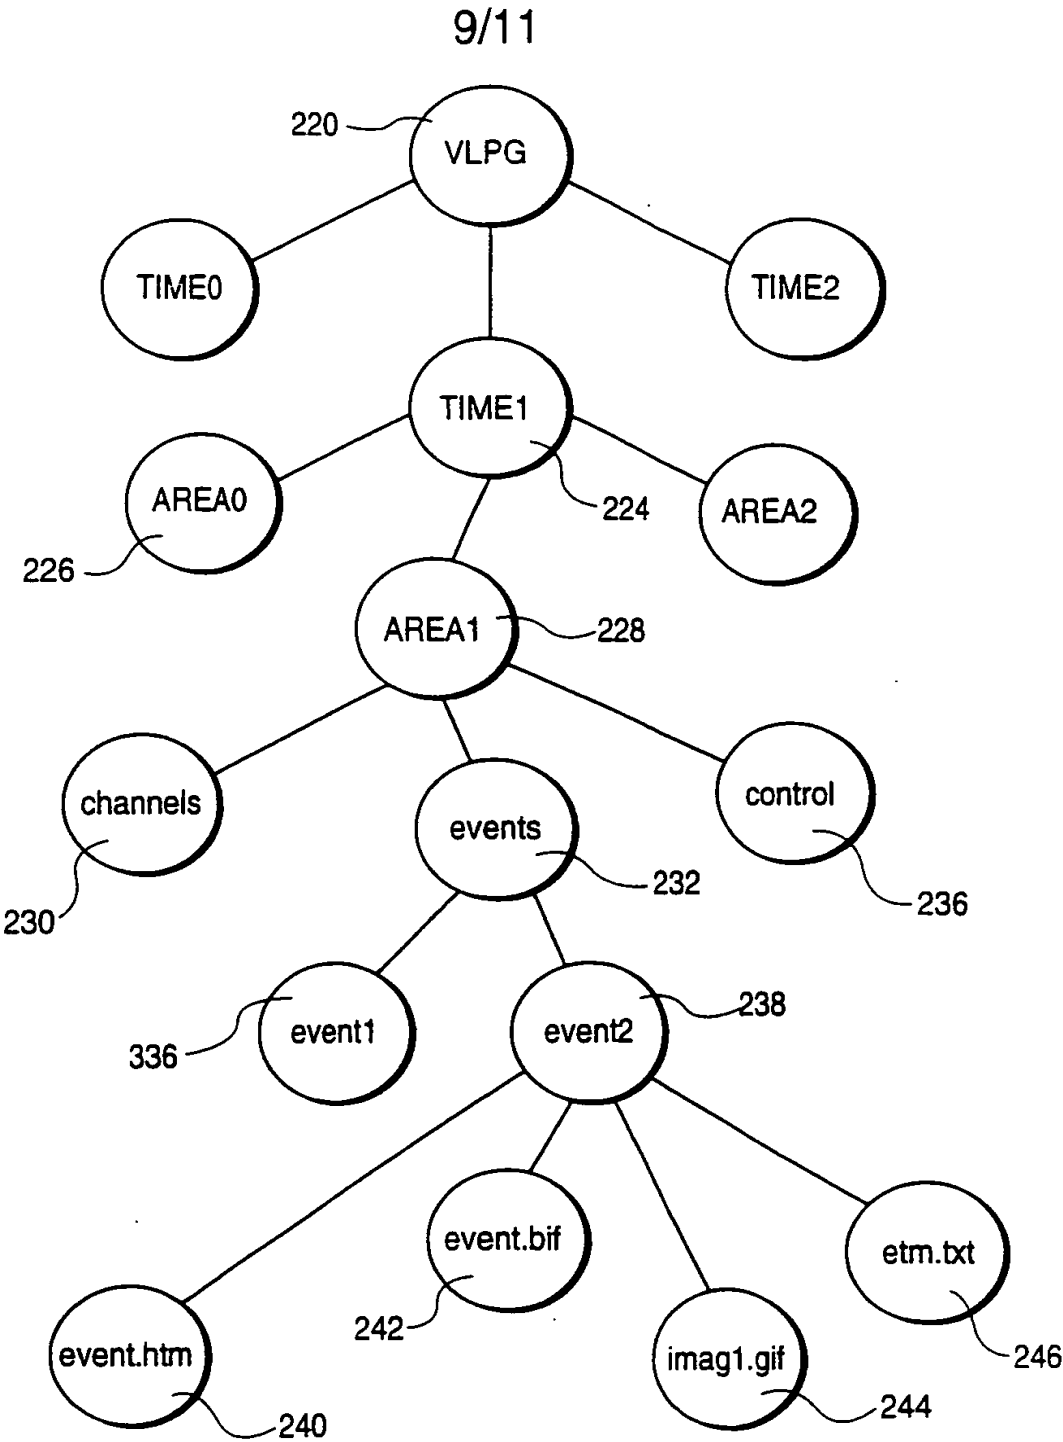 9/11
220
VLPG
TIME0
TIME2
TIME1
224
AREA0
226
AREA2
AREA1
228
channels
230
events
232
control
236
event1
336
event2
238
event.htm
240
event.bif
242
imag1.gif
244
etm.txt
246